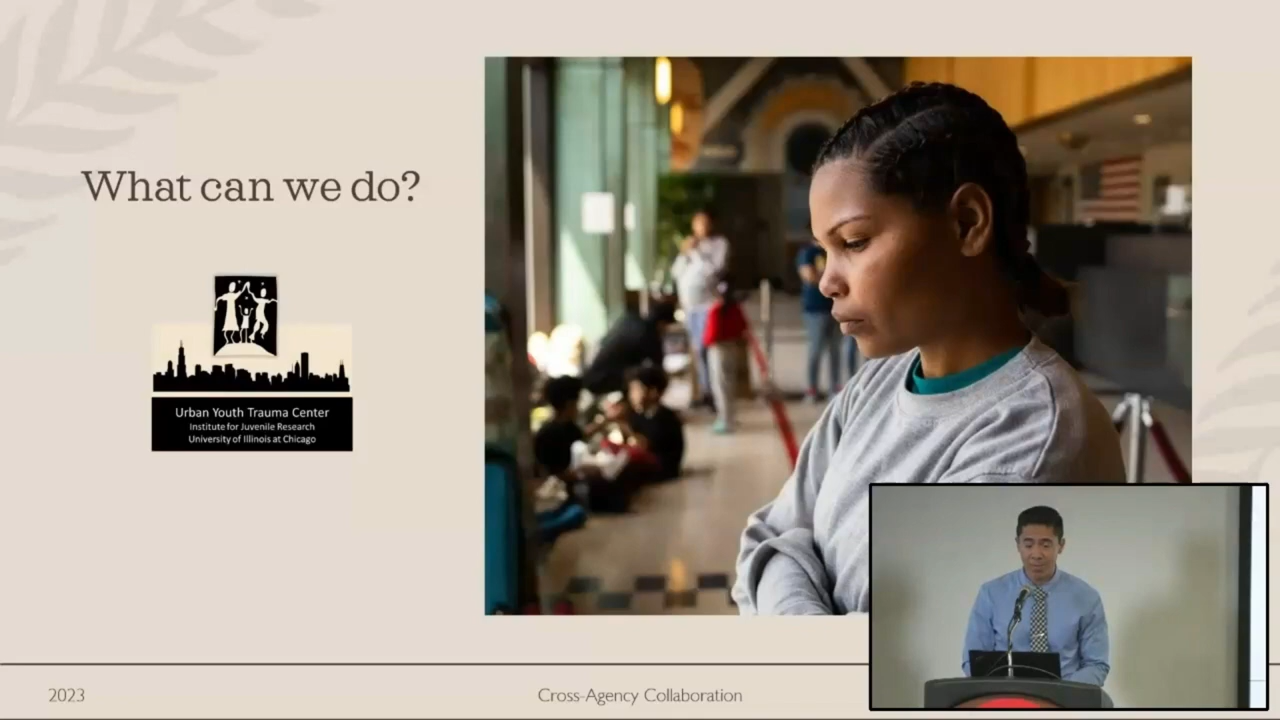 What can we do?
Urban Youth Trauma Center
Institute for Juvenile Research
University of Illinois at Chicago
2023
Cross-Agency Collaboration